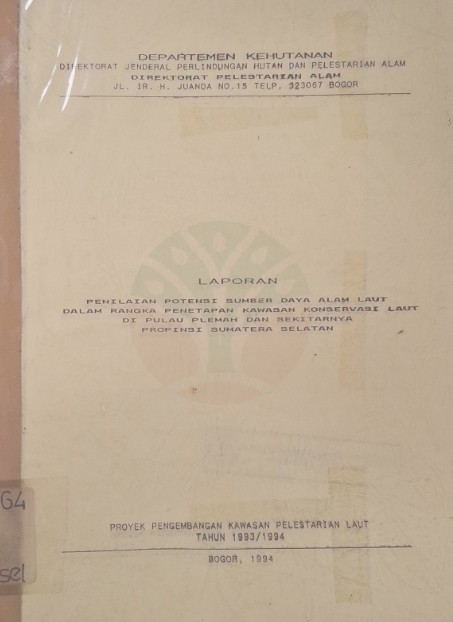 DEPARTEMEN KEHUTANAN
DIREKTORAT JENDERAL PERLINDUNGAN HUTAN DAN PELESTARIAN ALAM
DIREKTORAT PELESTARIAN ALAM
JL. IR. H. JUANDA NO.15 TELP. 323067 BOGOR
LAPORAN
PENILAIAN POTENSI SUMBER DAYA ALAM LAUT
DALAM RANGKA PENETAPAN KAWASAN KONSERVASI LAUT
DI PULAU PLEMAH DAN SEKITARNYA
PROPINSI SUMATERA SELATAN
G4
sel
PROYEK PENGEMBANGAN KAWASAN PELESTARIAN LAUT
TAHUN 1993/1994
BOGOR, 1994